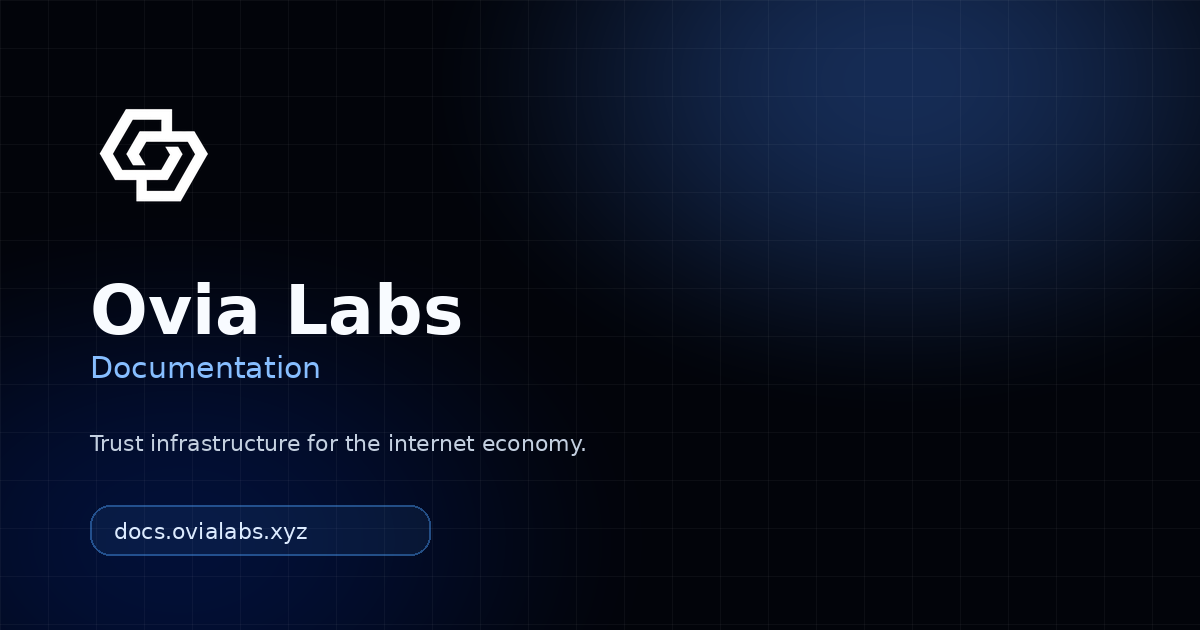 Ovia Labs
Documentation
Trust infrastructure for the internet economy.
docs.ovialabs.xyz